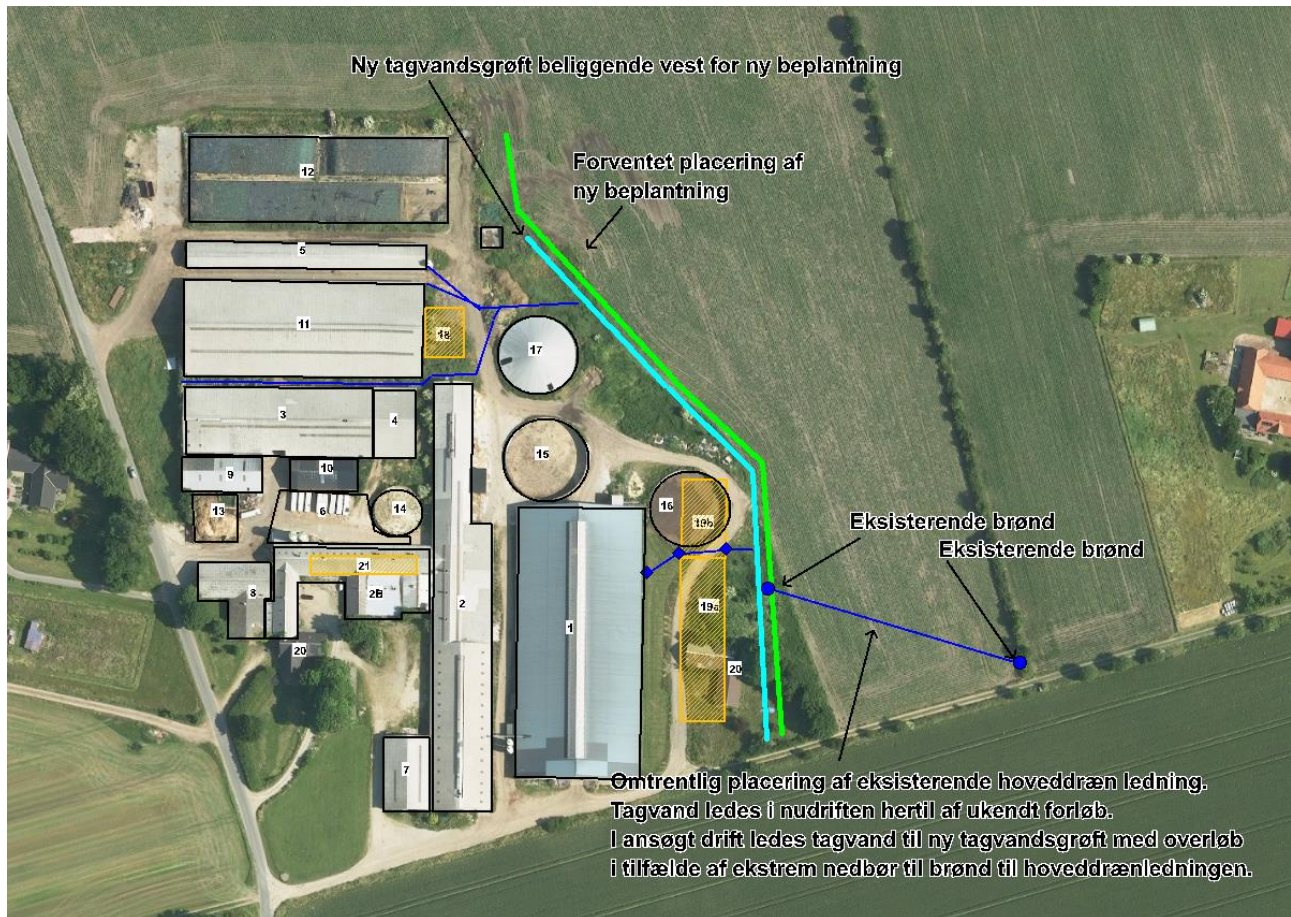 Ny tagvandsgrøft beliggende vest for ny beplantning
Forventet placering af
ny beplantning
12
5
11
18
17
3
4
15
9
10
13
6
14
16
19b
Eksisterende brønd
Eksisterende brønd
21
8
2B
2
1
19a
20
20
7
Omtrentlig placering af eksisterende hoveddræn ledning.
Tagvand ledes i nudriften hertil af ukendt forløb.
I ansøgt drift ledes tagvand til ny tagvandsgrøft med overløb
i tilfælde af ekstrem nedbør til brønd til hoveddrænledningen.